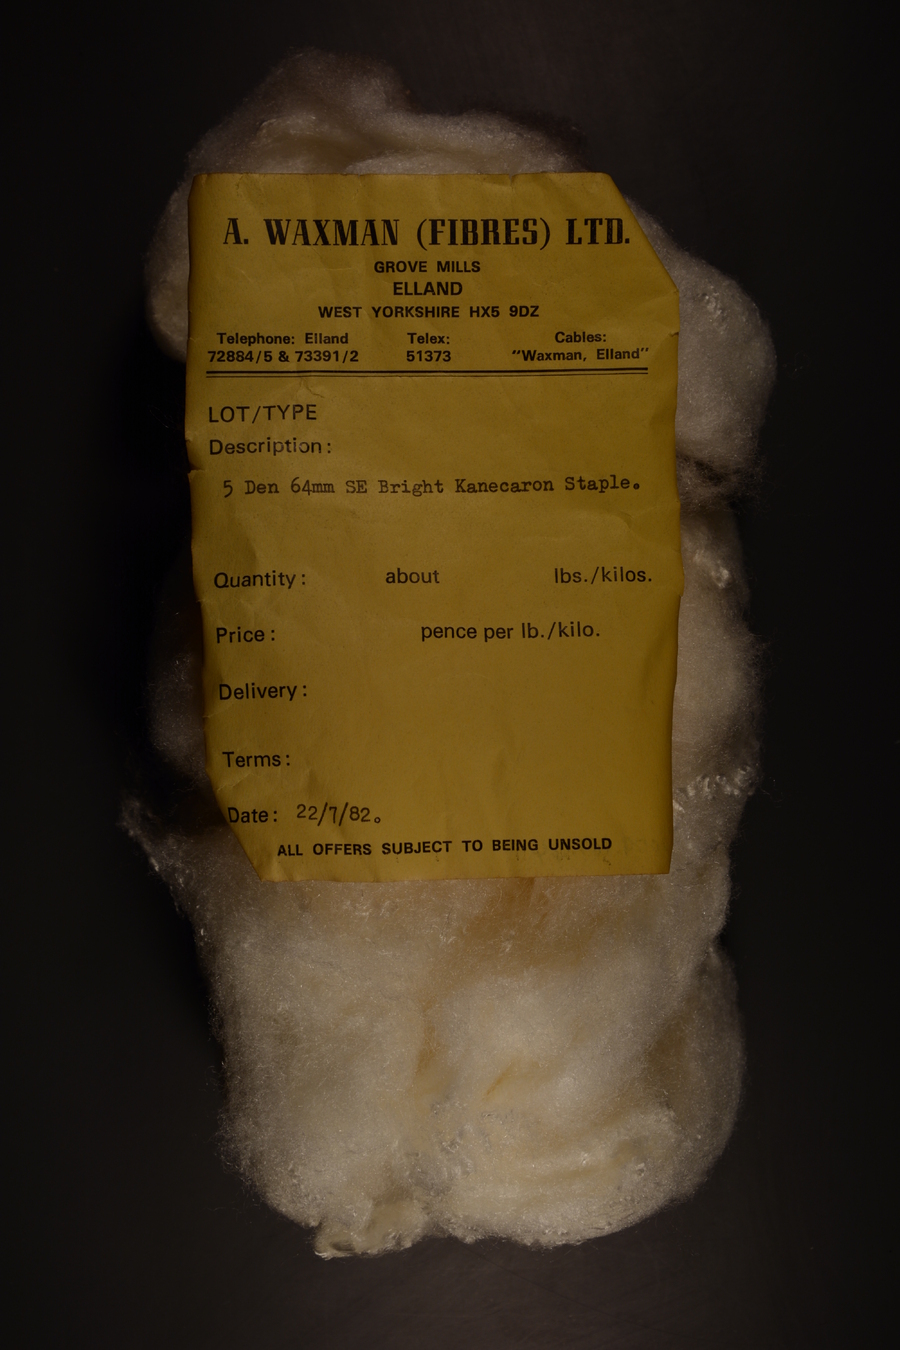 A. WAXMAN (FIBRES) LTD.
GROVE MILLS
ELLAND
WEST YORKSHIRE HX5 9DZ
Telephone: Elland Telex: Cables:
72884/5 & 73391/2 51373 "Waxman, Elland"
LOT/TYPE
Description:
5 Den 64mm SE Bright Kanecaron Staple.
Quantity: about lbs./kilos.
Price: pence per lb./kilo.
Delivery:
Terms:
Date: 22/7/82.
ALL OFFERS SUBJECT TO BEING UNSOLD